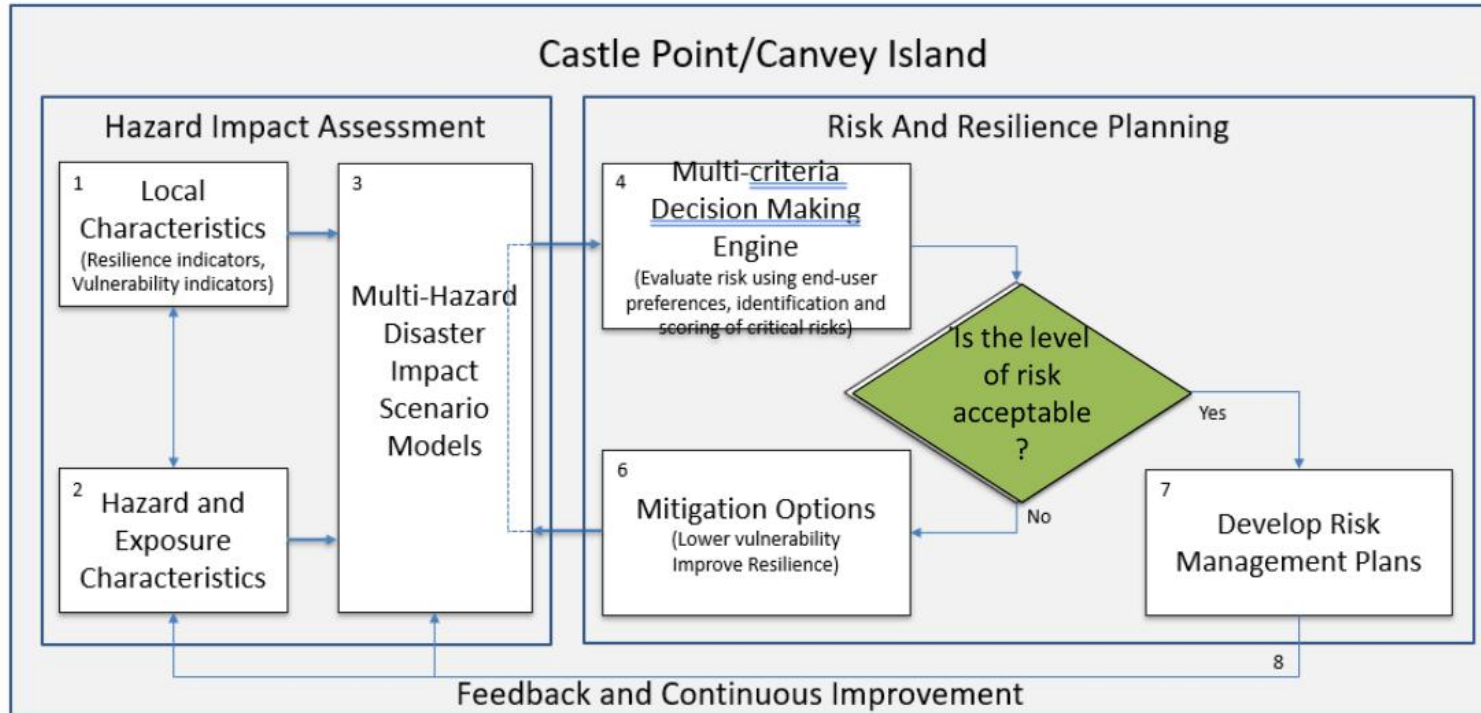 Castle Point/Canvey Island
Hazard Impact Assessment
1
Local
Characteristics
(Resilience indicators,
Vulnerability indicators)
2
Hazard and
Exposure
Characteristics
3
Multi-Hazard
Disaster
Impact
Scenario
Models
Risk And Resilience Planning
4
Multi-criteria
Decision Making
Engine
(Evaluate risk using end-user
preferences, identification and
scoring of critical risks)
Is the level
of risk
acceptable
?
Yes
No
6
Mitigation Options
(Lower vulnerability
Improve Resilience)
7
Develop Risk
Management Plans
8
Feedback and Continuous Improvement